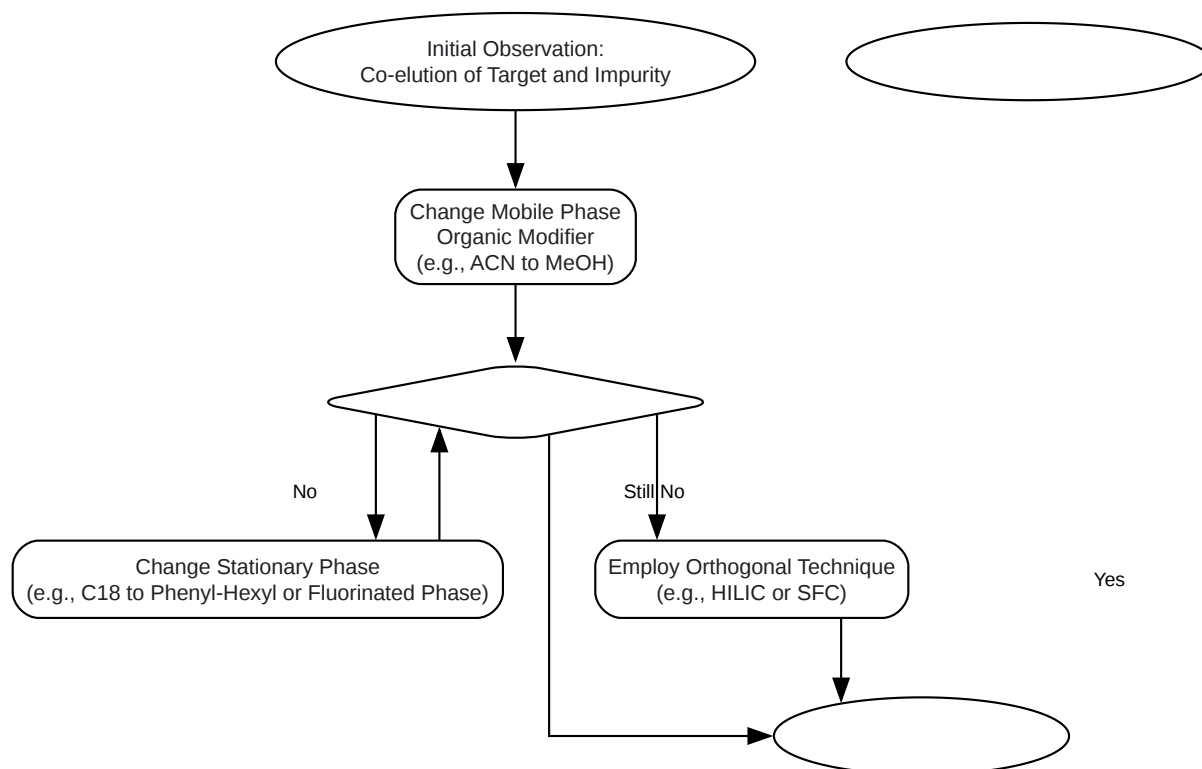 Initial Observation:
Co-elution of Target and Impurity
Change Mobile Phase
Organic Modifier
(e.g., ACN to MeOH)
No
Still No
Change Stationary Phase
(e.g., C18 to Phenyl-Hexyl or Fluorinated Phase)
Employ Orthogonal Technique
(e.g., HILIC or SFC)
Yes